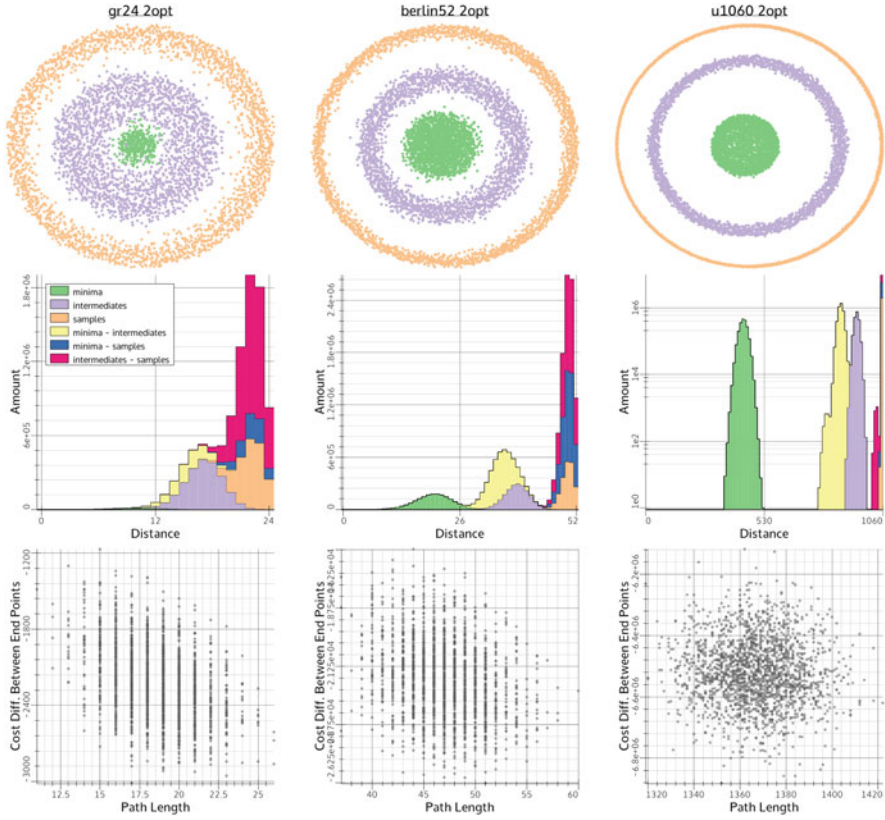 gr24 2opt
berlin52 2opt
u1060 2opt
minima
intermediates
samples
minima - intermediates
minima - samples
intermediates - samples
Amount
0
6e+05
1.2e+06
1.8e+06
0
12
24
Distance
Amount
0
6e+05
1.2e+06
1.8e+06
2.4e+06
0
26
52
Distance
Amount
1e0
1e2
1e4
1e6
0
530
1060
Distance
Cost Diff. Between End Points
-1200
-1800
-2400
-3000
12.5
15
17.5
20
22.5
25
Path Length
Cost Diff. Between End Points
-1.875e+04
-2.125e+04
-2.625e+04
40
45
50
55
60
Path Length
Cost Diff. Between End Points
-6.2e+06
-6.4e+06
-6.6e+06
-6.8e+06
1320
1340
1360
1380
1400
1420
Path Length